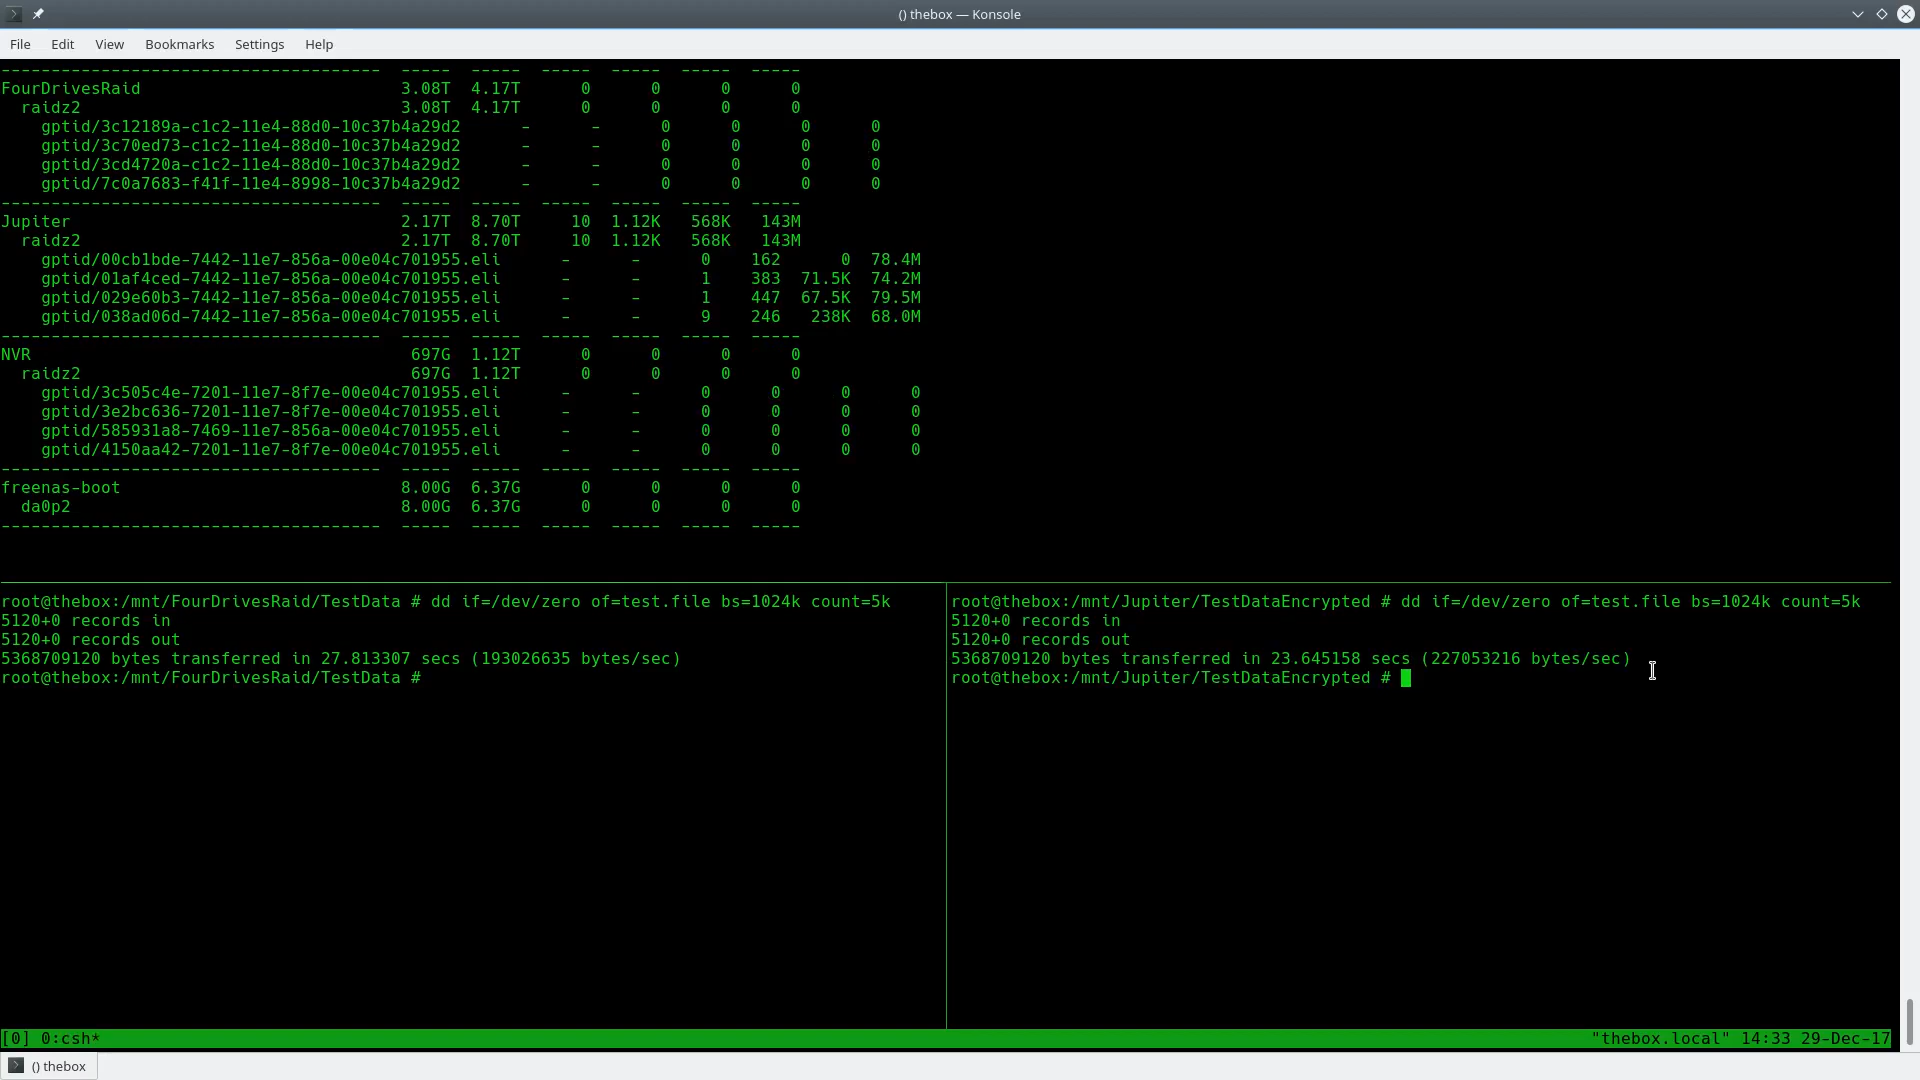 () thebox — Konsole
File Edit View Bookmarks Settings Help
-------------------------------------- ----- ----- ----- ----- ----- -----
FourDrivesRaid 3.08T 4.17T 0 0 0 0
raidz2 3.08T 4.17T 0 0 0 0
gptid/3c12189a-c1c2-11e4-88d0-10c37b4a29d2 - - 0 0 0 0
gptid/3c70ed73-c1c2-11e4-88d0-10c37b4a29d2 - - 0 0 0 0
gptid/3cd4720a-c1c2-11e4-88d0-10c37b4a29d2 - - 0 0 0 0
gptid/7c0a7683-f41f-11e4-8998-10c37b4a29d2 - - 0 0 0 0
-------------------------------------- ----- ----- ----- ----- ----- -----
Jupiter 2.17T 8.70T 10 1.12K 568K 143M
raidz2 2.17T 8.70T 10 1.12K 568K 143M
gptid/00cb1bde-7442-11e7-856a-00e04c701955.eli - - 0 162 0 78.4M
gptid/01af4ced-7442-11e7-856a-00e04c701955.eli - - 1 383 71.5K 74.2M
gptid/029e60b3-7442-11e7-856a-00e04c701955.eli - - 1 447 67.5K 79.5M
gptid/038ad06d-7442-11e7-856a-00e04c701955.eli - - 9 246 238K 68.0M
-------------------------------------- ----- ----- ----- ----- ----- -----
NVR 697G 1.12T 0 0 0 0
raidz2 697G 1.12T 0 0 0 0
gptid/3c505c4e-7201-11e7-8f7e-00e04c701955.eli - - 0 0 0 0
gptid/3e2bc636-7201-11e7-8f7e-00e04c701955.eli - - 0 0 0 0
gptid/585931a8-7469-11e7-856a-00e04c701955.eli - - 0 0 0 0
gptid/4150aa42-7201-11e7-8f7e-00e04c701955.eli - - 0 0 0 0
-------------------------------------- ----- ----- ----- ----- ----- -----
freenas-boot 8.00G 6.37G 0 0 0 0
da0p2 8.00G 6.37G 0 0 0 0
-------------------------------------- ----- ----- ----- ----- ----- -----
root@thebox:/mnt/FourDrivesRaid/TestData # dd if=/dev/zero of=test.file bs=1024k count=5k
5120+0 records in
5120+0 records out
5368709120 bytes transferred in 27.813307 secs (193026635 bytes/sec)
root@thebox:/mnt/FourDrivesRaid/TestData #
root@thebox:/mnt/Jupiter/TestDataEncrypted # dd if=/dev/zero of=test.file bs=1024k count=5k
5120+0 records in
5120+0 records out
5368709120 bytes transferred in 23.645158 secs (227053216 bytes/sec)
root@thebox:/mnt/Jupiter/TestDataEncrypted #
[0] 0:csh* "thebox.local" 14:33 29-Dec-17
() thebox